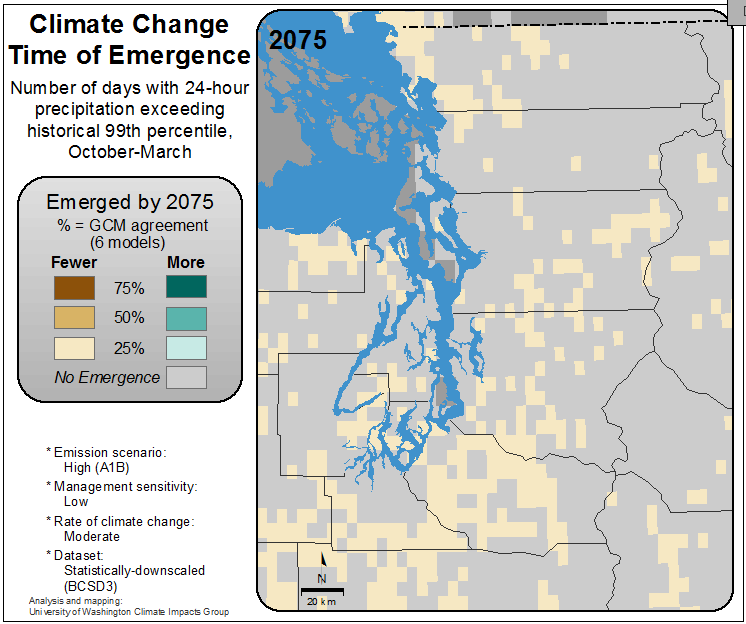 Climate Change
Time of Emergence
Number of days with 24-hour
precipitation exceeding
historical 99th percentile,
October-March
Emerged by 2075
% = GCM agreement
(6 models)
Fewer More
75%
50%
25%
No Emergence
* Emission scenario:
High (A1B)
* Management sensitivity:
Low
* Rate of climate change:
Moderate
* Dataset:
Statistically-downscaled
(BCSD3)
Analysis and mapping:
University of Washington Climate Impacts Group
2075
N
20 km